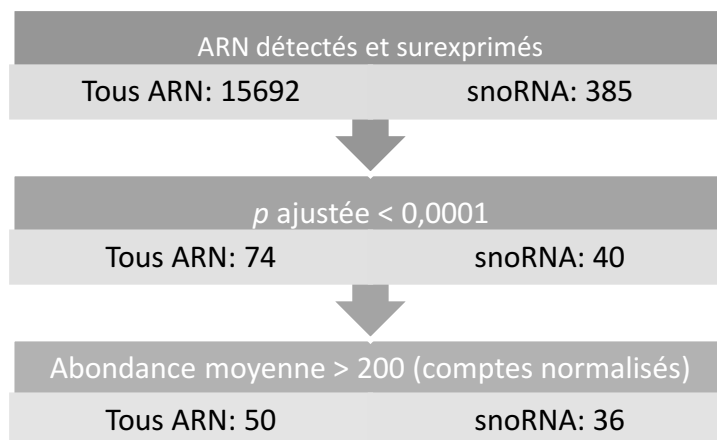 ARN détectés et surexprimés
Tous ARN: 15692 snoRNA: 385
p ajustée < 0,0001
Tous ARN: 74 snoRNA: 40
Abondance moyenne > 200 (comptes normalisés)
Tous ARN: 50 snoRNA: 36